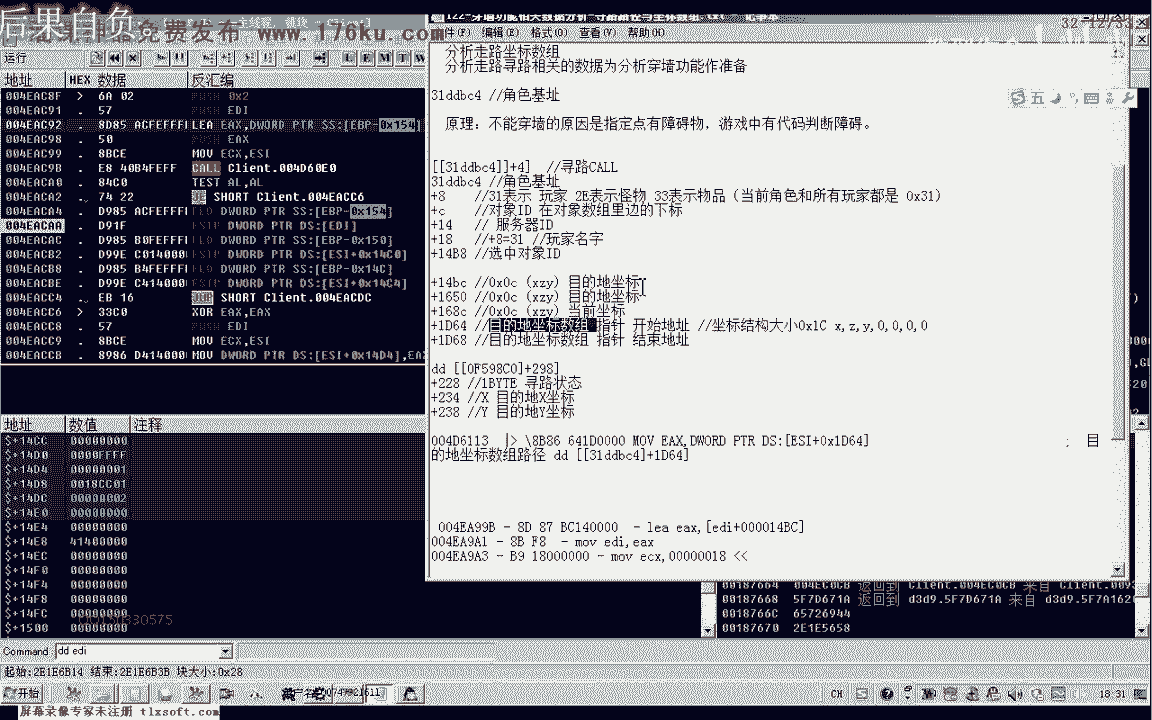 后果自负。
免费发布 www.176ku.com
32-12/33
122-穿墙功能相关数据分析-寻路路径与坐标数组.txt - 记事本
编辑(E) 格式(O) 查看(V) 帮助(H)
运行
地址 HEX 数据 反汇编
004EAC8F > 6A 02 PUSH 0x2
004EAC91 . 57 PUSH EDI
004EAC92 . 8D85 ACFEFFFF LEA EAX,DWORD PTR SS:[EBP-0x154]
004EAC98 . 50 PUSH EAX
004EAC99 . 8BCE MOV ECX,ESI
004EAC9B . E8 40B4FEFF CALL Client.004D60E0
004EACA0 . 84C0 TEST AL,AL
004EACA2 . 74 22 JE SHORT Client.004EACC6
004EACA4 . D985 ACFEFFFF FLD DWORD PTR SS:[EBP-0x154]
004EACAA . D91F FSTP DWORD PTR DS:[EDI]
004EACAC . D985 B0FEFFFF FLD DWORD PTR SS:[EBP-0x150]
004EACB2 . D99E C0140000 FSTP DWORD PTR DS:[ESI+0x14C0]
004EACB8 . D985 B4FEFFFF FLD DWORD PTR SS:[EBP-0x14C]
004EACBE . D99E C4140000 FSTP DWORD PTR DS:[ESI+0x14C4]
004EACC4 . EB 16 JMP SHORT Client.004EACDC
004EACC6 > 33C0 XOR EAX,EAX
004EACC8 . 57 PUSH EDI
004EACC9 . 8BCE MOV ECX,ESI
004EACCB . 8986 D4140000 MOV DWORD PTR DS:[ESI+0x14D4],EAX
分析走路坐标数组
分析走路寻路相关的数据为分析穿墙功能作准备
31ddbc4 //角色基址
原理：不能穿墙的原因是指定点有障碍物，游戏中有代码判断障碍。
[[31ddbc4]]+4] //寻路CALL
31ddbc4 //角色基址
+8 //31表示 玩家 2E表示怪物 33表示物品（当前角色和所有玩家都是 0x31）
+c //对象ID 在对象数组里边的下标
+14 // 服务器ID
+18 //+8=31 //玩家名字
+14B8 //选中对象ID
+14bc //0x0c (xzy) 目的地坐标
+1650 //0x0c (xzy) 目的地坐标
+168c //0x0c (xzy) 当前坐标
+1D64 //目的地坐标数组 指针 开始地址 //坐标结构大小0x1C x,z,y,0,0,0,0
+1D68 //目的地坐标数组 指针 结束地址
dd [[0F598C0]+298]
+228 //1BYTE 寻路状态
+234 //X 目的地X坐标
+238 //Y 目的地Y坐标
004D6113 |> \8B86 641D0000 MOV EAX,DWORD PTR DS:[ESI+0x1D64] ; 目
的地坐标数组路径 dd [[31ddbc4]+1D64]
004EA99B - 8D 87 BC140000 - lea eax,[edi+000014BC]
004EA9A1 - 8B F8 - mov edi,eax
004EA9A3 - B9 18000000 - mov ecx,00000018 <<
地址 数值 注释
$+14CC 00000000
$+14D0 0000FFFF
$+14D4 00000001
$+14D8 0018CC01
$+14DC 00000002
$+14E0 00000000
$+14E4 00000000
$+14E8 41400000
$+14EC 00000000
$+14F0 00000000
$+14F4 00000000
$+14F8 00000000
$+14FC 00000000
$+1500 00000000
00187664 004EC0CB 返回到 Client.004EC0CB 来自 Client.
00187668 5F7D671A 返回到 d3d9.5F7D671A 来自 d3d9.5F7A162
0018766C 65726944
00187670 2E1E5658
Command: dd edi
起始:2E1E6B14 结束:2E1E6B3B 块大小:0x28
开始
CH
18:31
屏幕录像专家未注册 tlxsoft.com